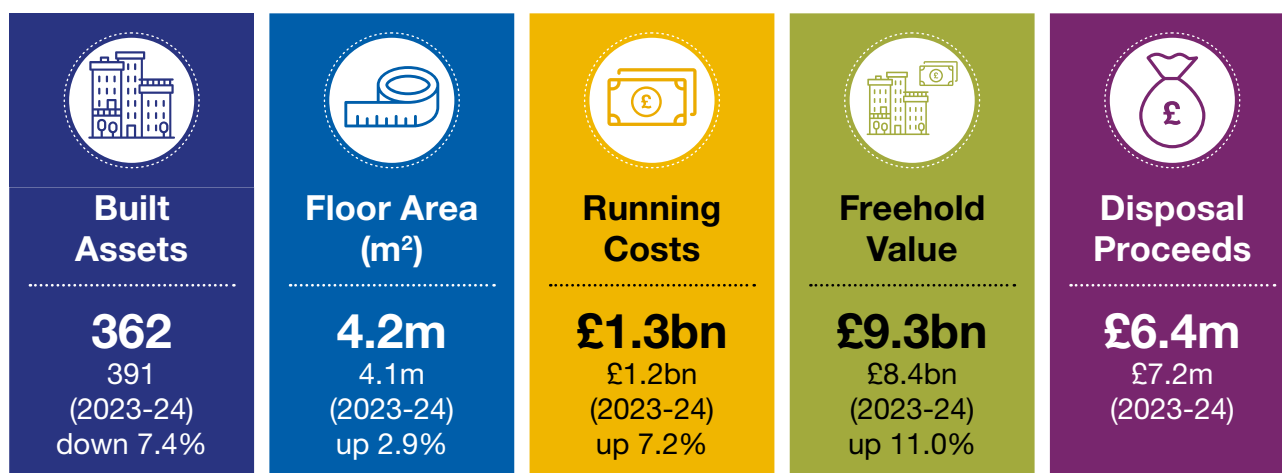 Built
Assets
362
391
(2023-24)
down 7.4%
Floor Area
(m²)
4.2m
4.1m
(2023-24)
up 2.9%
£
Running
Costs
£1.3bn
£1.2bn
(2023-24)
up 7.2%
£
Freehold
Value
£9.3bn
£8.4bn
(2023-24)
up 11.0%
£
Disposal
Proceeds
£6.4m
£7.2m
(2023-24)